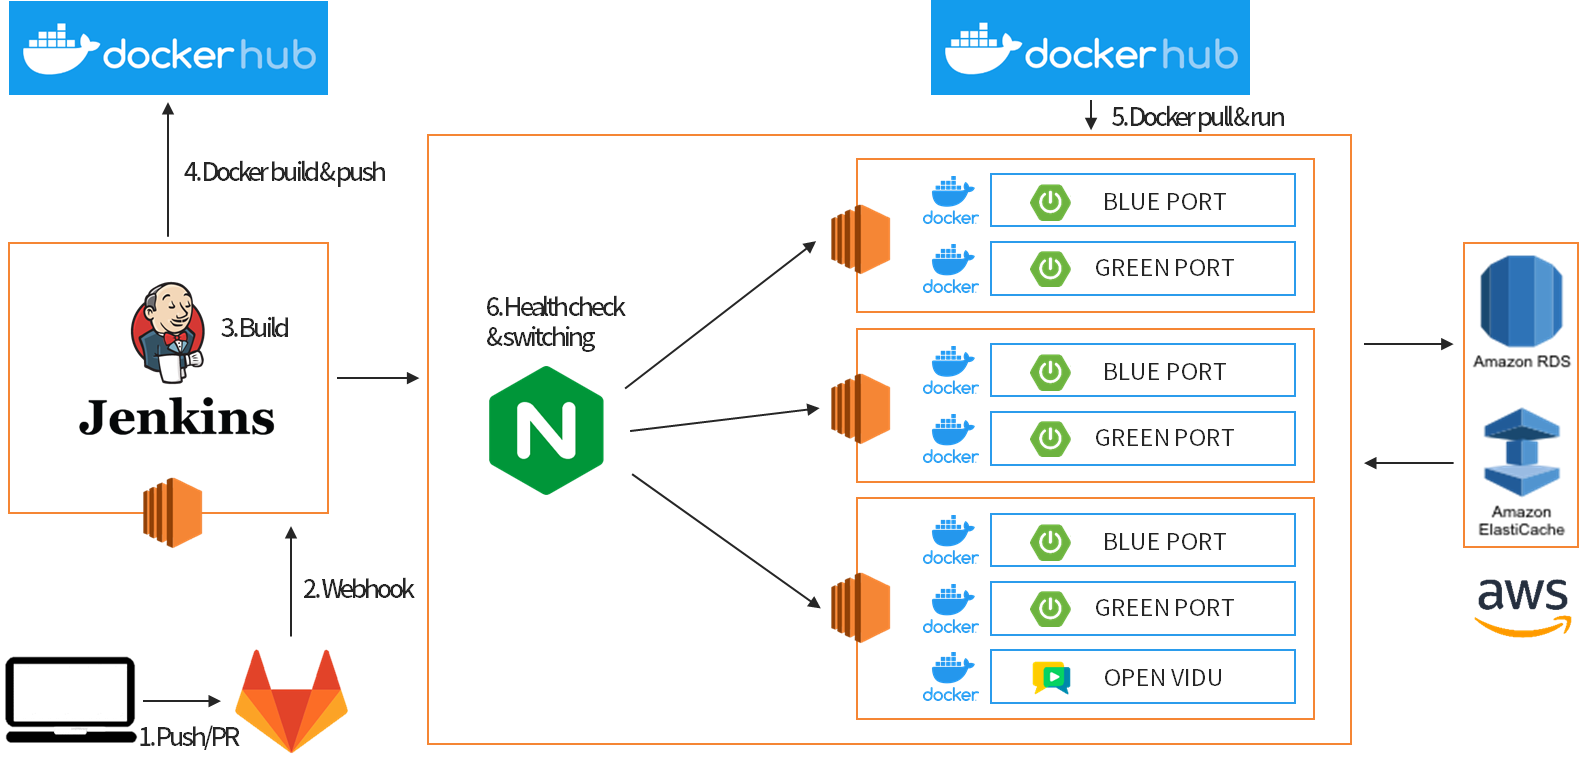 docker hub
docker hub
5.Docker pull & run
4.Docker build & push
docker
BLUE PORT
docker
GREEN PORT
6.Health check
& switching
3.Build
Jenkins
docker
BLUE PORT
docker
GREEN PORT
Amazon RDS
N
Amazon
ElastiCache
docker
BLUE PORT
docker
GREEN PORT
docker
OPEN VIDU
aws
2.Webhook
1.Push/PR